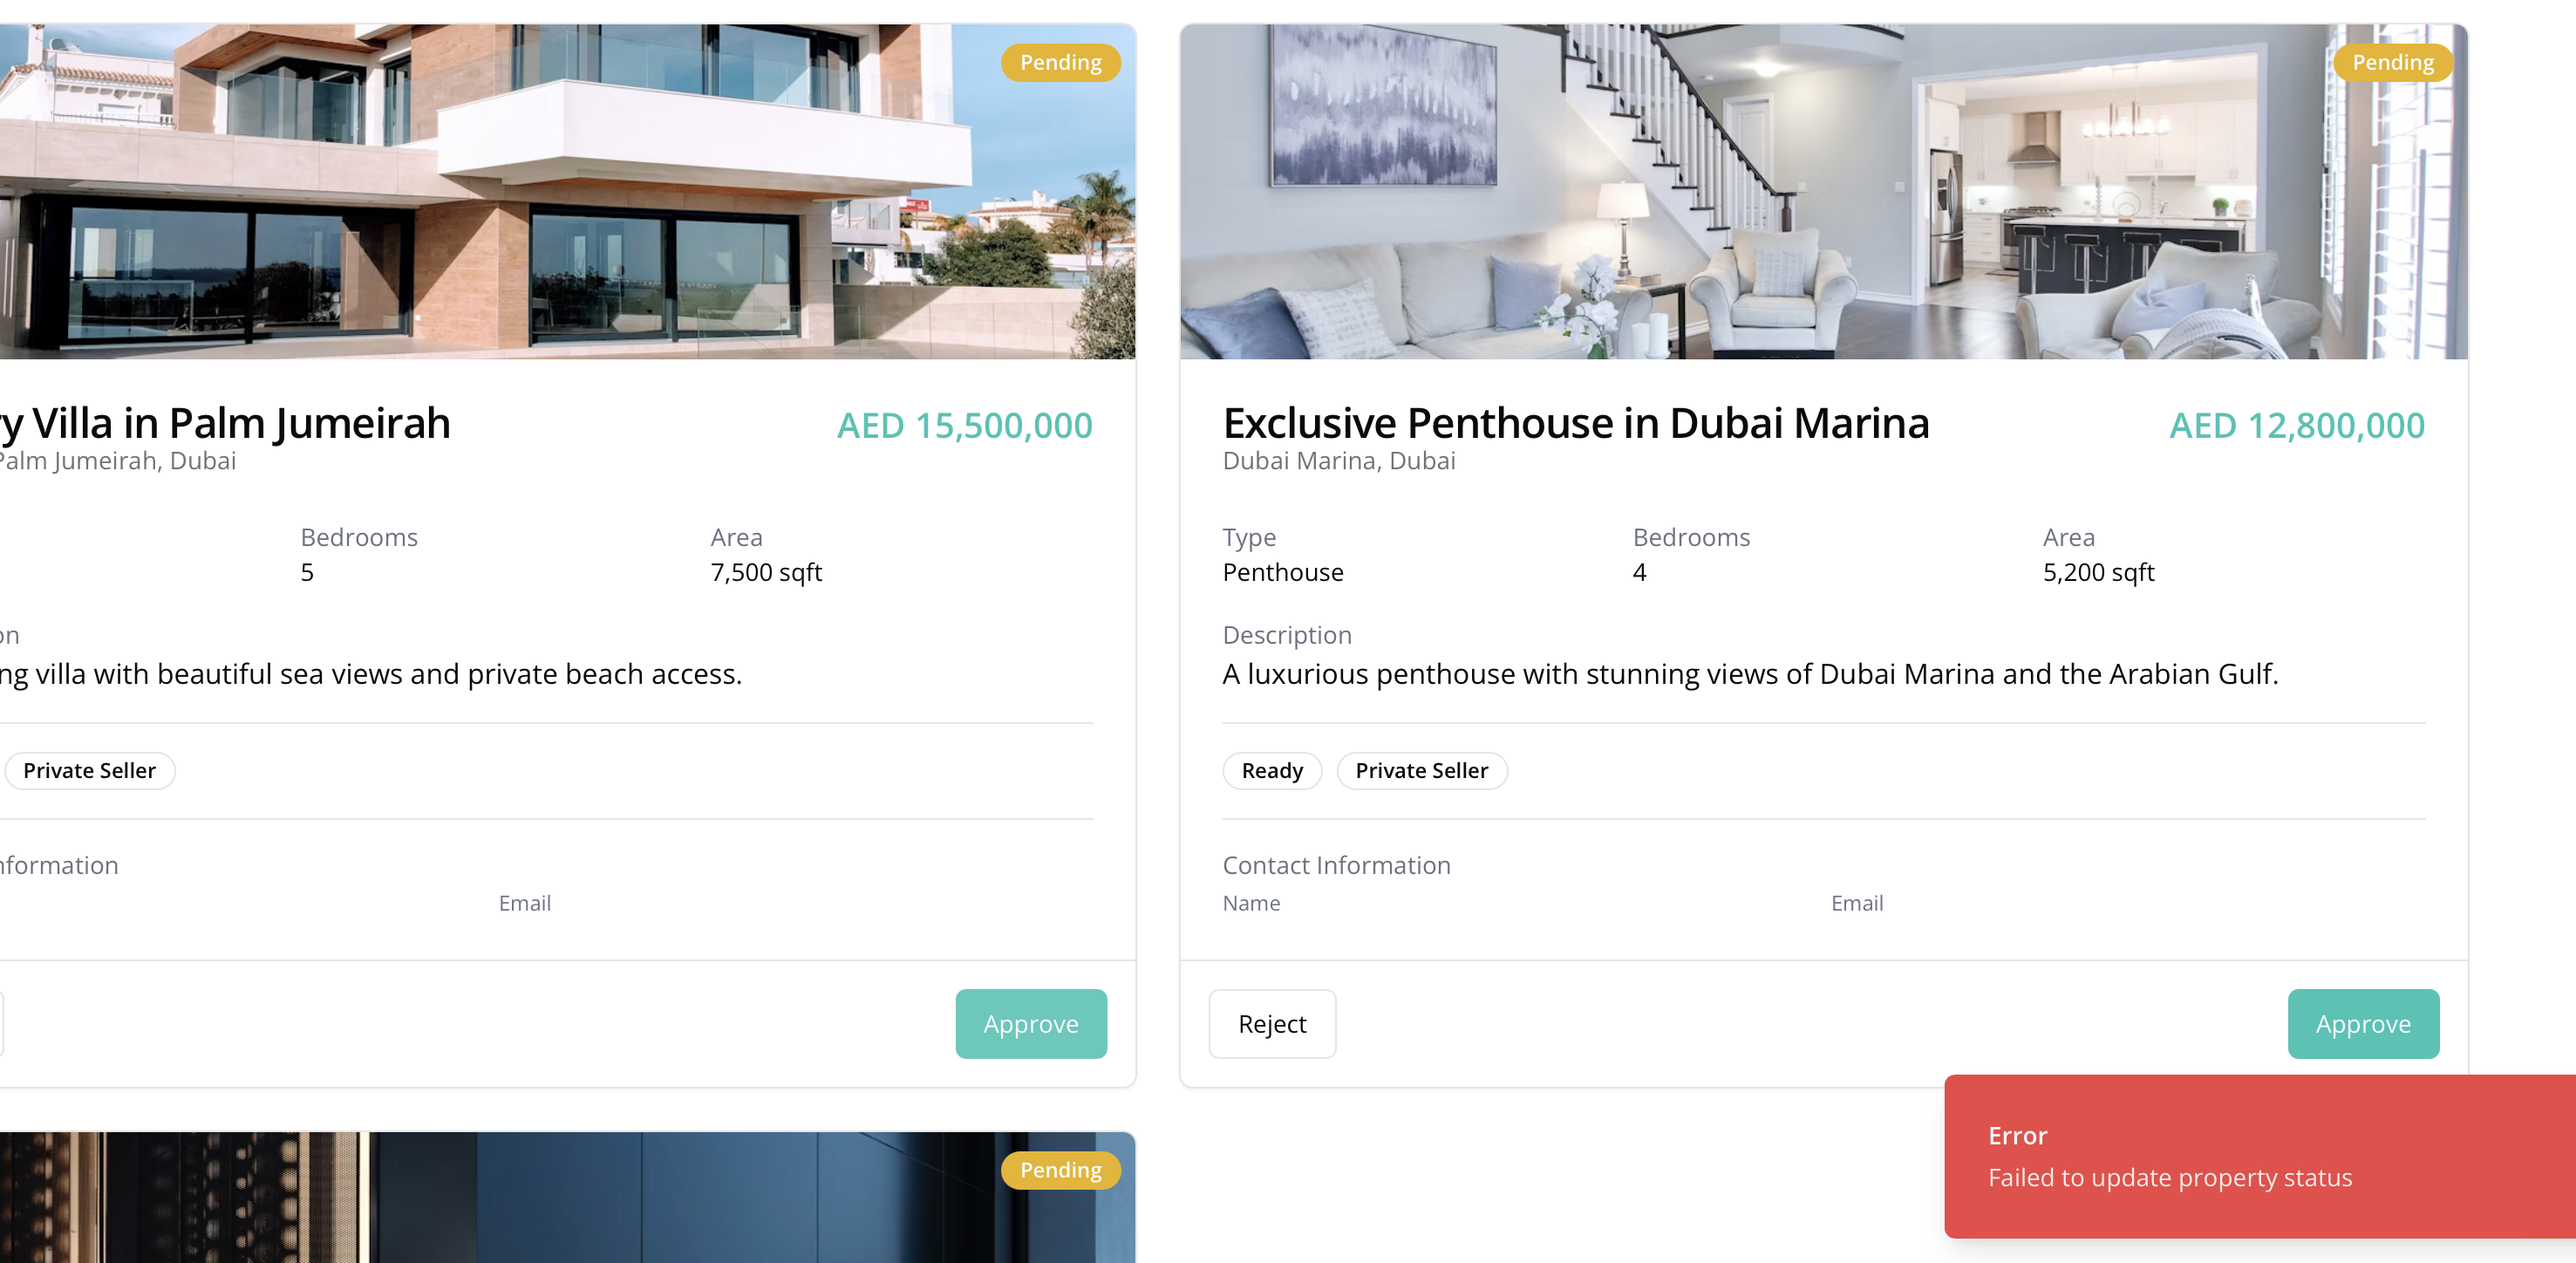 Pending
ry Villa in Palm Jumeirah
AED 15,500,000
Palm Jumeirah, Dubai
Bedrooms
5
Area
7,500 sqft
on
ng villa with beautiful sea views and private beach access.
Private Seller
nformation
Email
Approve
Pending
Exclusive Penthouse in Dubai Marina
AED 12,800,000
Dubai Marina, Dubai
Type
Penthouse
Bedrooms
4
Area
5,200 sqft
Description
A luxurious penthouse with stunning views of Dubai Marina and the Arabian Gulf.
Ready
Private Seller
Contact Information
Name
Email
Reject
Approve
Pending
Error
Failed to update property status